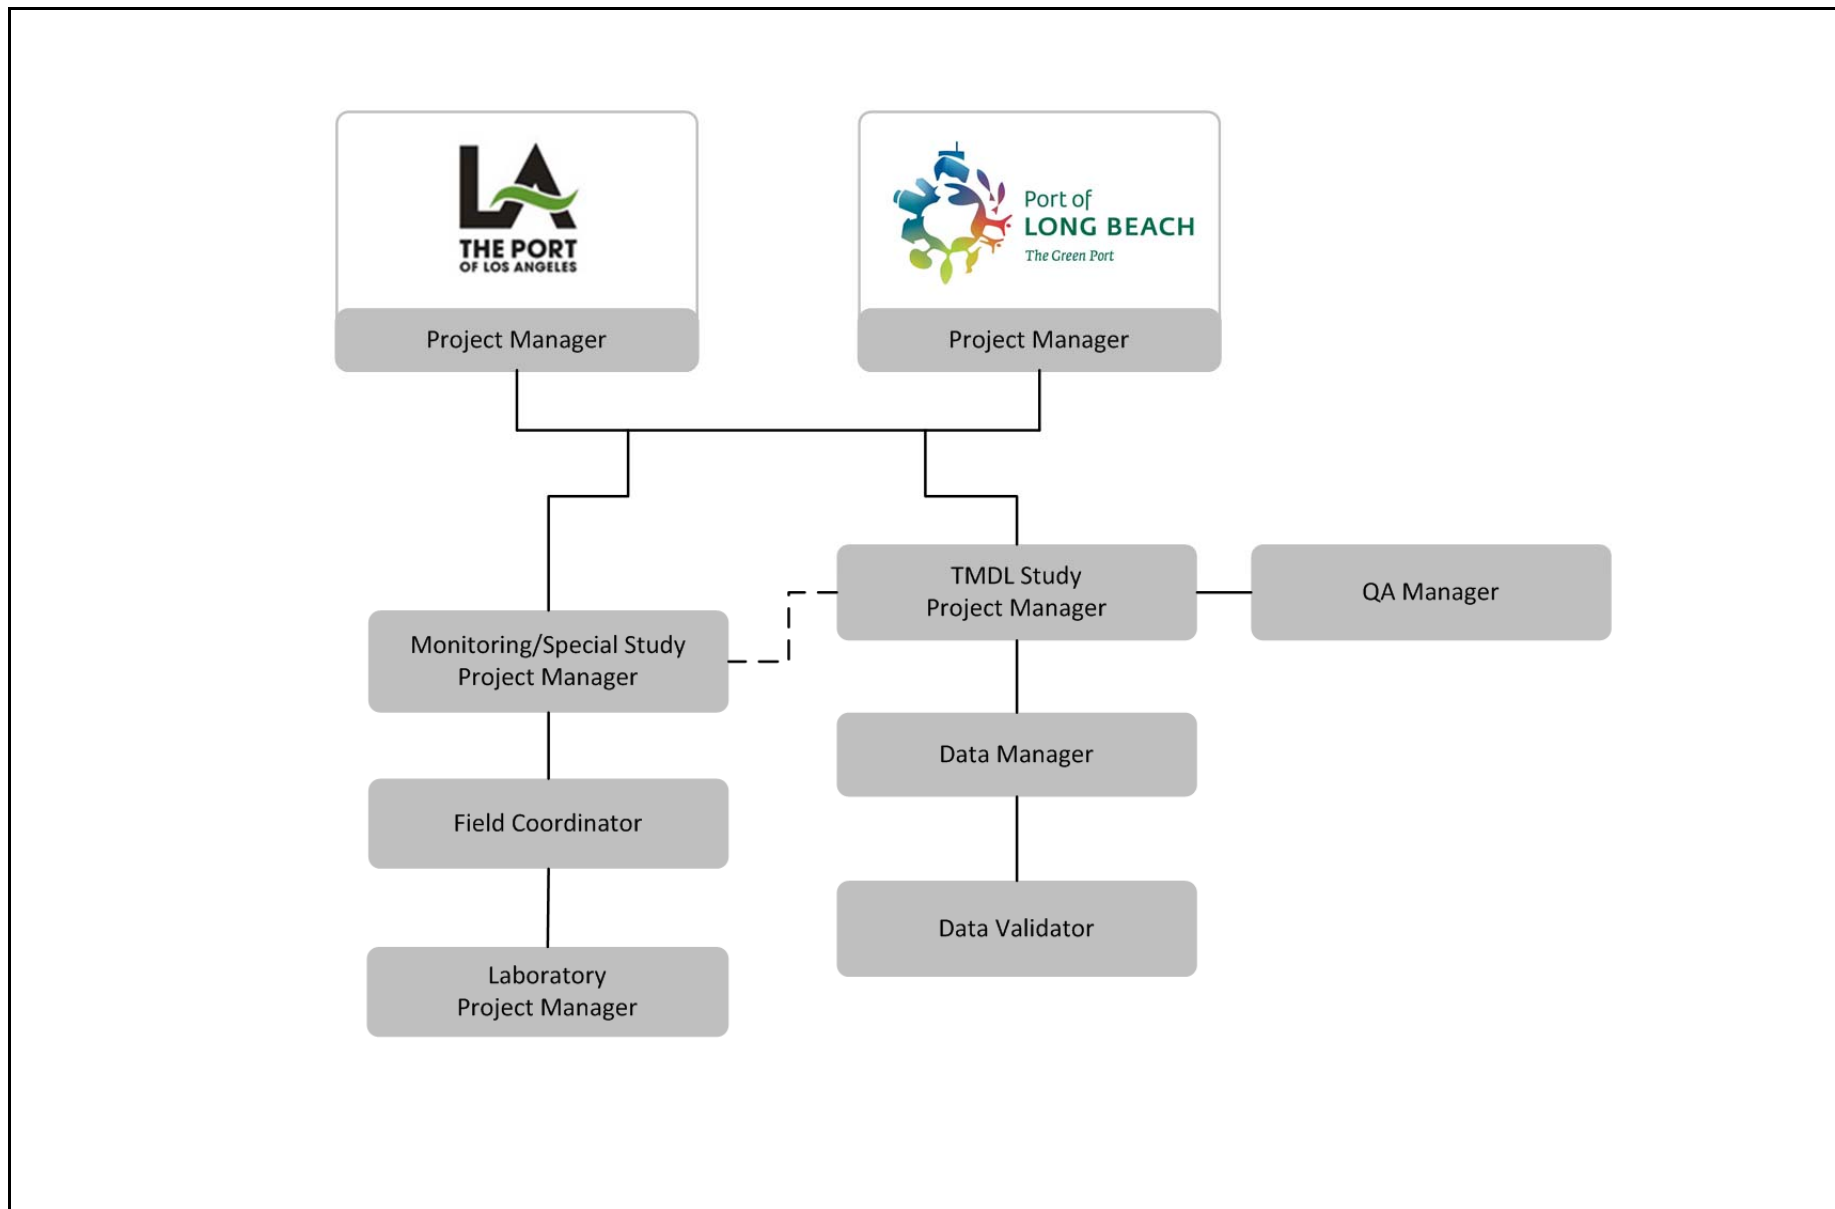 LA
THE PORT
OF LOS ANGELES
Project Manager
Port of
LONG BEACH
The Green Port
Project Manager
TMDL Study
Project Manager
QA Manager
Monitoring/Special Study
Project Manager
Data Manager
Field Coordinator
Data Validator
Laboratory
Project Manager